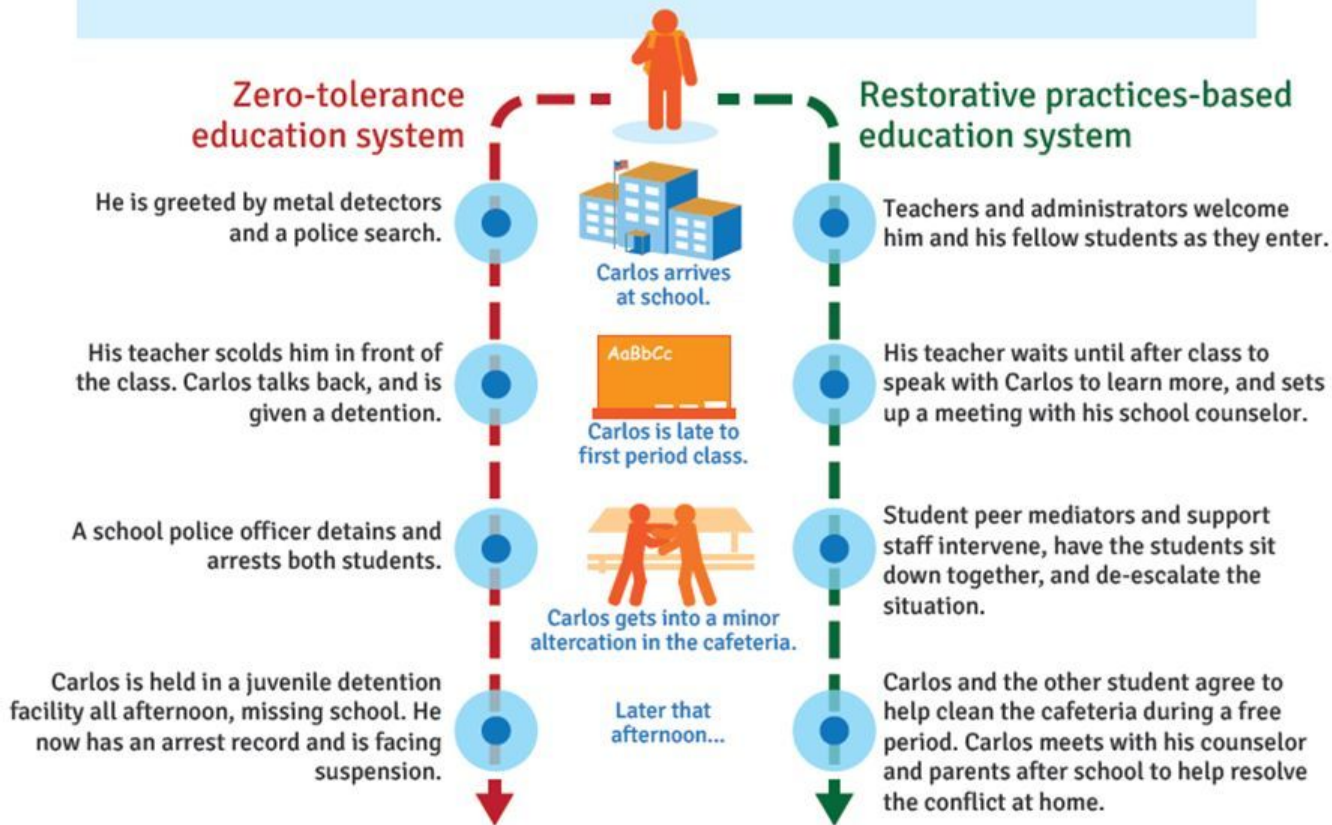 Zero-tolerance
education system
Restorative practices-based
education system
He is greeted by metal detectors
and a police search.
Carlos arrives
at school.
Teachers and administrators welcome
him and his fellow students as they enter.
His teacher scolds him in front of
the class. Carlos talks back, and is
given a detention.
AaBbCc
Carlos is late to
first period class.
His teacher waits until after class to
speak with Carlos to learn more, and sets
up a meeting with his school counselor.
A school police officer detains and
arrests both students.
Carlos gets into a minor
altercation in the cafeteria.
Student peer mediators and support
staff intervene, have the students sit
down together, and de-escalate the
situation.
Carlos is held in a juvenile detention
facility all afternoon, missing school. He
now has an arrest record and is facing
suspension.
Later that
afternoon...
Carlos and the other student agree to
help clean the cafeteria during a free
period. Carlos meets with his counselor
and parents after school to help resolve
the conflict at home.